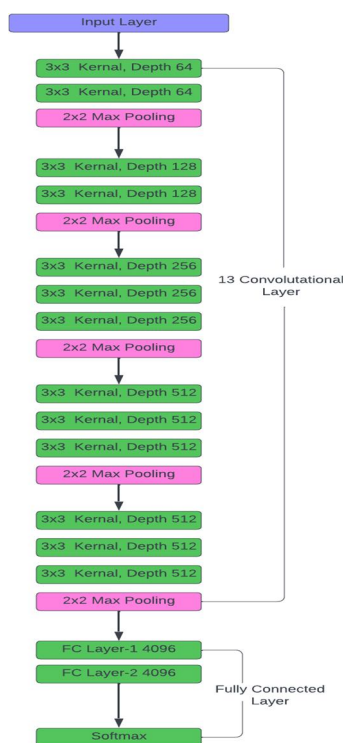 Input Layer
3x3 Kernal, Depth 64
3x3 Kernal, Depth 64
2x2 Max Pooling
3x3 Kernal, Depth 128
3x3 Kernal, Depth 128
2x2 Max Pooling
3x3 Kernal, Depth 256
3x3 Kernal, Depth 256
3x3 Kernal, Depth 256
2x2 Max Pooling
3x3 Kernal, Depth 512
3x3 Kernal, Depth 512
3x3 Kernal, Depth 512
2x2 Max Pooling
3x3 Kernal, Depth 512
3x3 Kernal, Depth 512
3x3 Kernal, Depth 512
2x2 Max Pooling
13 Convolutational
Layer
FC Layer-1 4096
FC Layer-2 4096
Softmax
Fully Connected
Layer